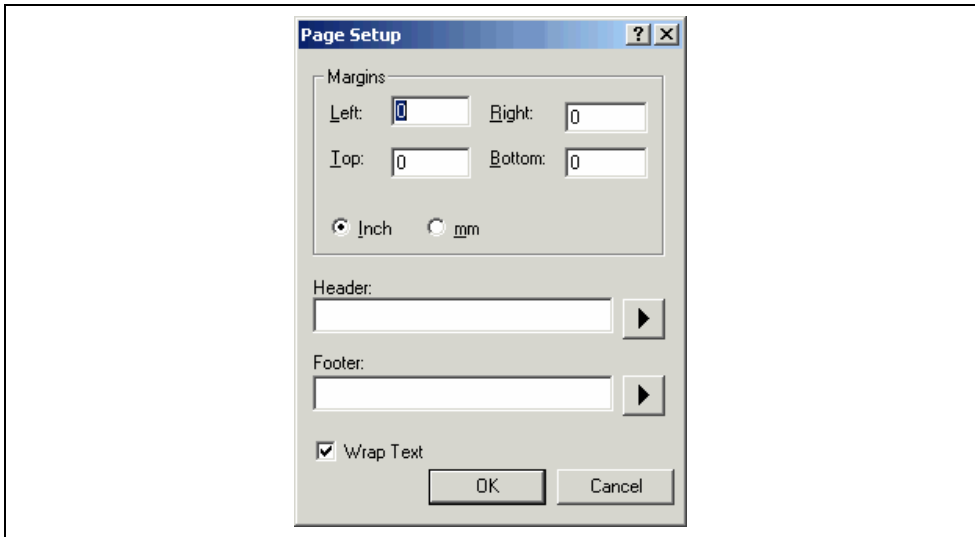 Page Setup
Margins
Left: 0 Right: 0
Top: 0 Bottom: 0
Inch mm
Header:
Footer:
Wrap Text
OK Cancel